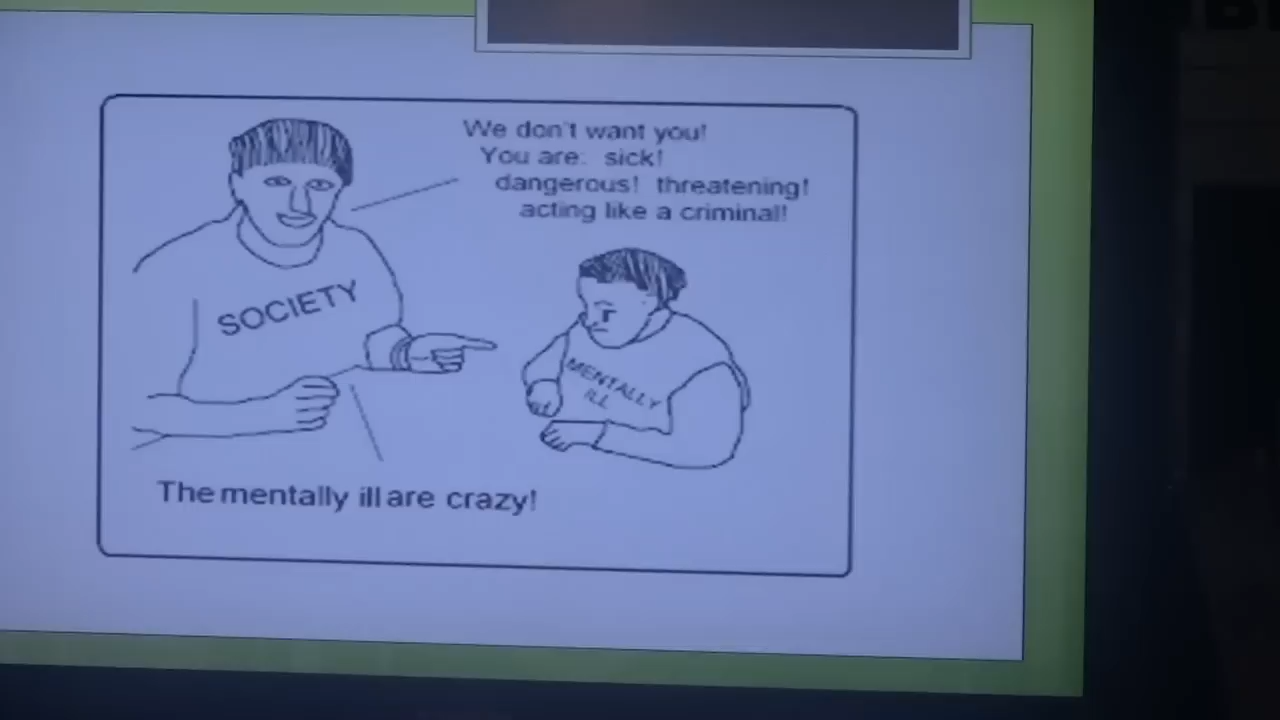 We don't want you!
You are: sick!
dangerous! threatening!
acting like a criminal!
SOCIETY
MENTALLY
ILL
The mentally ill are crazy!